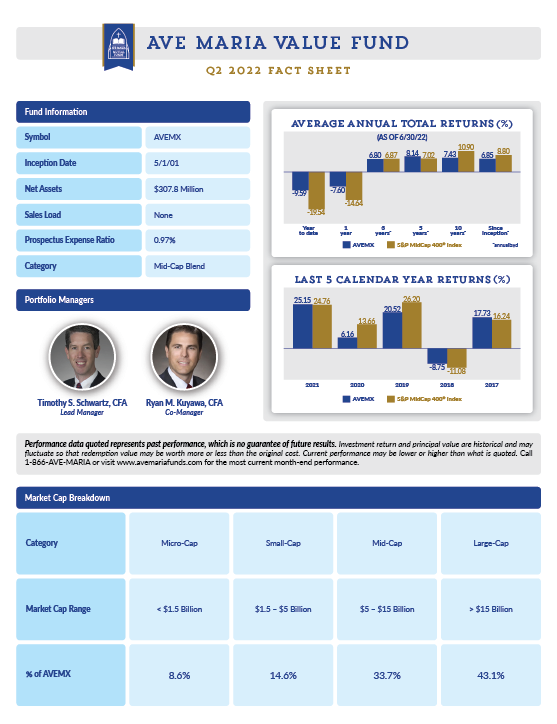 AVE MARIA VALUE FUND
Q2 2022 FACT SHEET
Fund Information
Symbol AVEMX
Inception Date 5/1/01
Net Assets $307.8 Million
Sales Load None
Prospectus Expense Ratio 0.97%
Category Mid-Cap Blend
Portfolio Managers
Timothy S. Schwartz, CFA
Lead Manager
Ryan M. Kuyawa, CFA
Co-Manager
AVERAGE ANNUAL TOTAL RETURNS (%)
(AS OF 6/30/22)
-9.59 -19.54 -7.60 -14.64 6.80 6.87 8.14 7.02 7.43 10.90 6.85 8.80
Year to date 1 year 5 years* 10 years* Since Inception*
AVEMX S&P MidCap 400® Index *annualized
LAST 5 CALENDAR YEAR RETURNS (%)
25.15 24.76 6.16 13.66 20.52 26.20 -8.75 -11.08 17.73 16.24
2021 2020 2019 2018 2017
AVEMX S&P MidCap 400® Index
Performance data quoted represents past performance, which is no guarantee of future results. Investment return and principal value are historical and may
fluctuate so that redemption value may be worth more or less than the original cost. Current performance may be lower or higher than what is quoted. Call
1-866-AVE-MARIA or visit www.avemariafunds.com for the most current month-end performance.
Market Cap Breakdown
Category Micro-Cap Small-Cap Mid-Cap Large-Cap
Market Cap Range < $1.5 Billion $1.5 – $5 Billion $5 – $15 Billion > $15 Billion
% of AVEMX 8.6% 14.6% 33.7% 43.1%